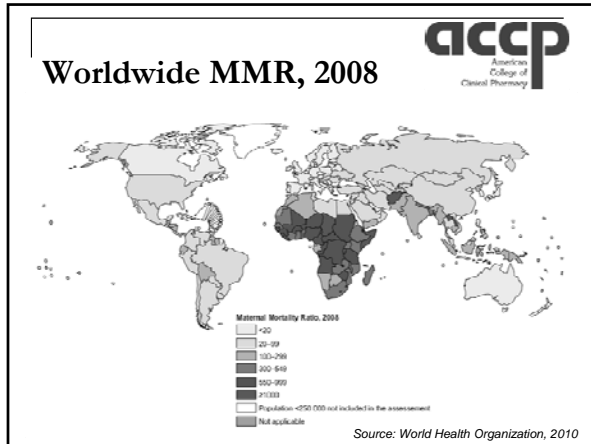 accp
American
College of
Clinical Pharmacy
Worldwide MMR, 2008
Maternal Mortality Ratio, 2008
<20
20–99
100–299
300–549
550–999
≥1000
Population <250 000 not included in the assessement
Not applicable
Source: World Health Organization, 2010